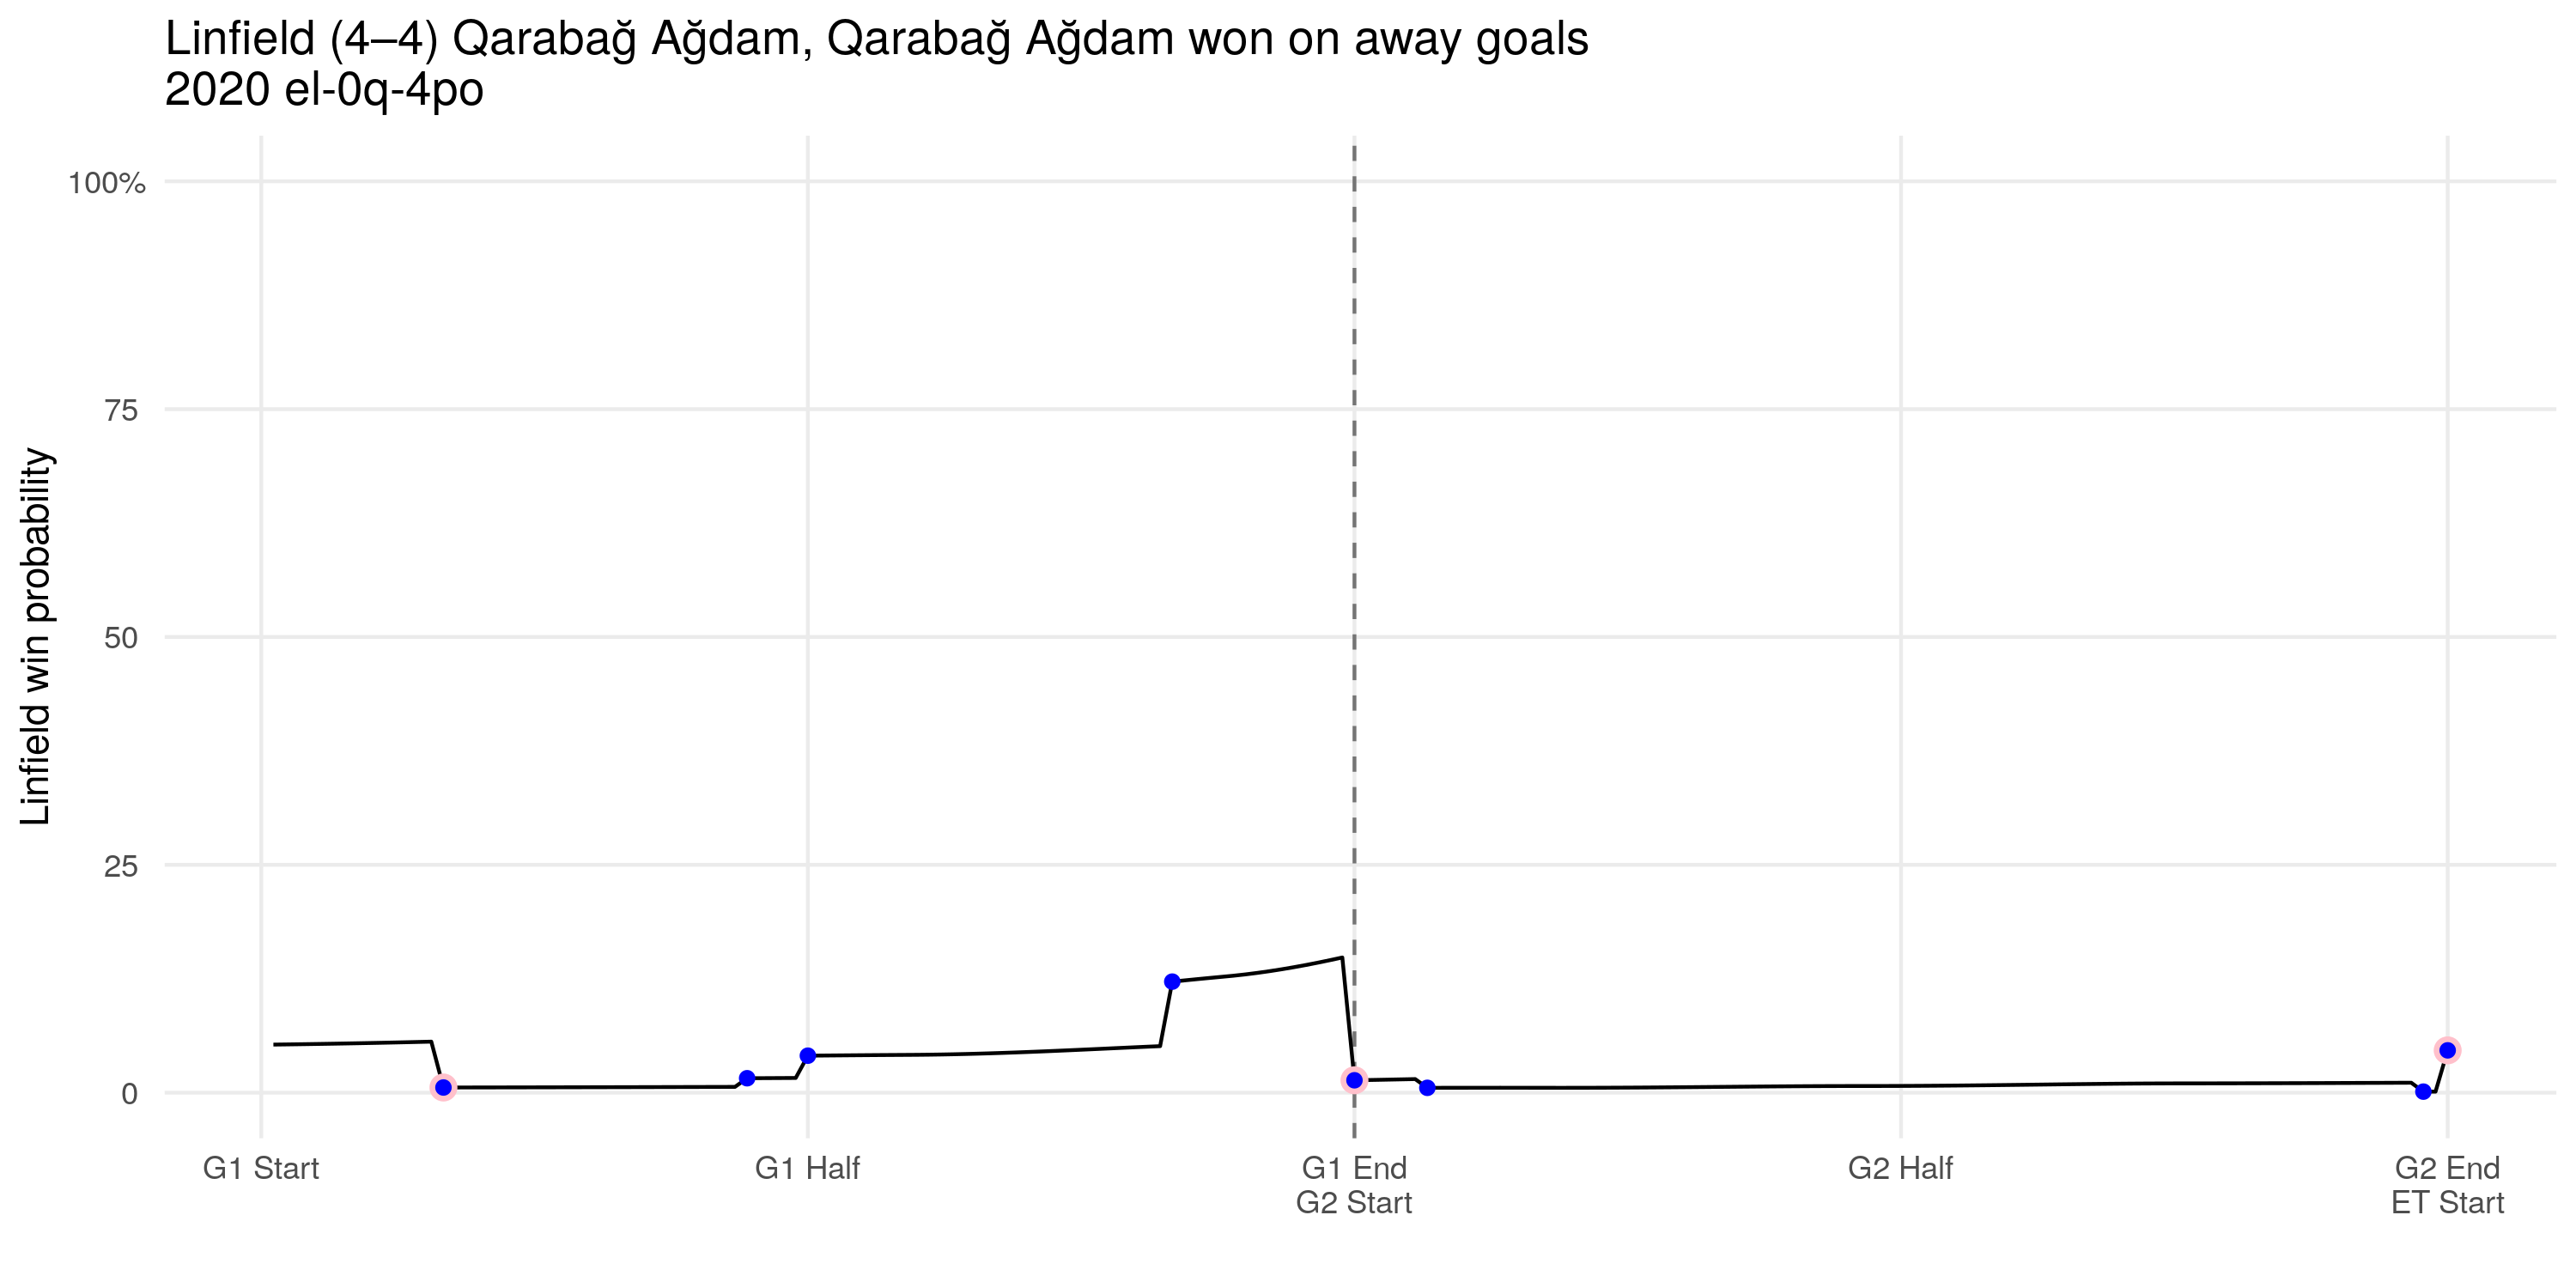 Linfield (4–4) Qarabağ Ağdam, Qarabağ Ağdam won on away goals
2020 el-0q-4po
Linfield win probability
100%
75
50
25
0
G1 Start
G1 Half
G1 End
G2 Start
G2 Half
G2 End
ET Start